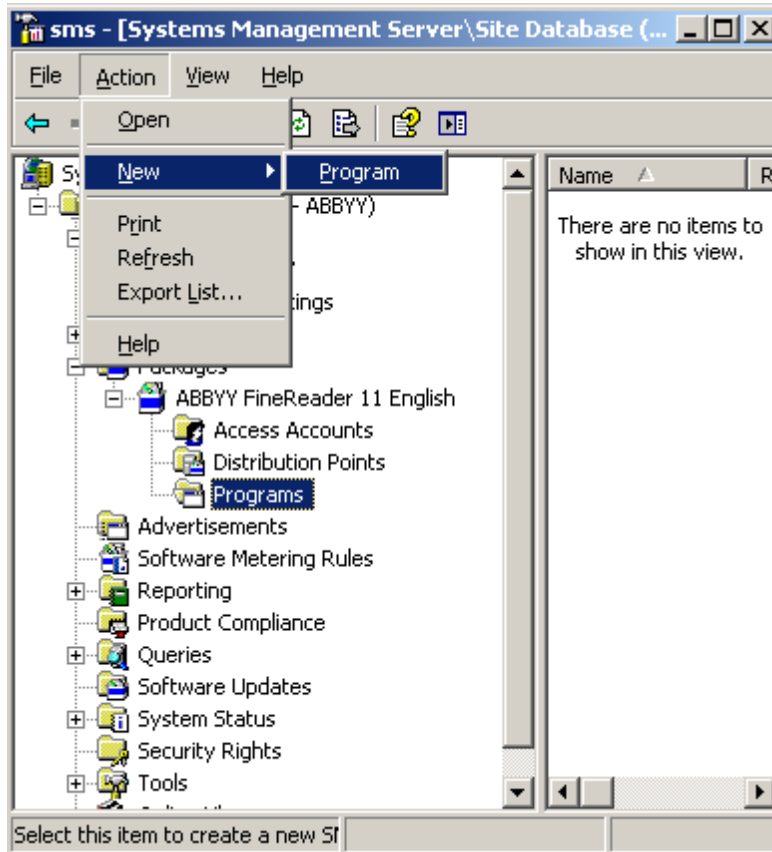 sms - [Systems Management Server\Site Database (...
File Action View Help
Open
New
Program
Print
Refresh
Export List...
Help
- ABBYY)
ings
Packages
ABBYY FineReader 11 English
Access Accounts
Distribution Points
Programs
Advertisements
Software Metering Rules
Reporting
Product Compliance
Queries
Software Updates
System Status
Security Rights
Tools
Name
There are no items to
show in this view.
Select this item to create a new